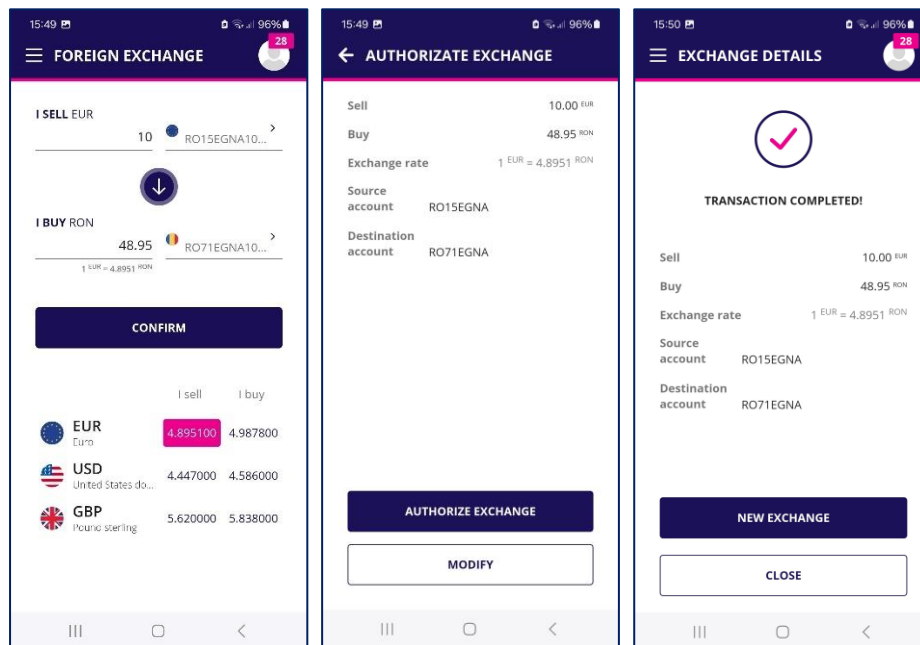 15:49 96%
FOREIGN EXCHANGE 28
I SELL EUR
10 RO15EGNA10... >
I BUY RON
48.95 RO71EGNA10... >
1 EUR = 4.8951 RON
CONFIRM
I sell I buy
EUR 4.895100 4.987800
Euro
USD 4.447000 4.586000
United States do...
GBP 5.620000 5.838000
Pound sterling
15:49 96%
AUTHORIZATE EXCHANGE
Sell 10.00 EUR
Buy 48.95 RON
Exchange rate 1 EUR = 4.8951 RON
Source
account RO15EGNA
Destination
account RO71EGNA
AUTHORIZE EXCHANGE
MODIFY
15:50 96%
EXCHANGE DETAILS 28
TRANSACTION COMPLETED!
Sell 10.00 EUR
Buy 48.95 RON
Exchange rate 1 EUR = 4.8951 RON
Source
account RO15EGNA
Destination
account RO71EGNA
NEW EXCHANGE
CLOSE